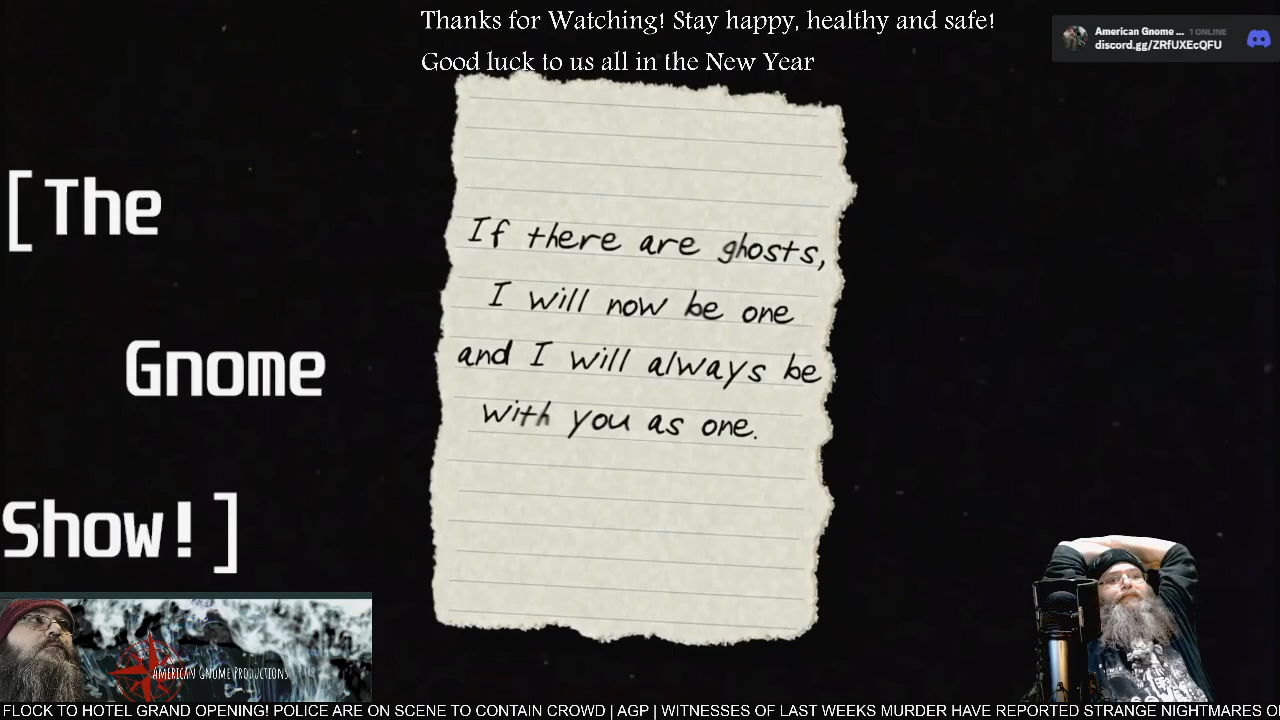 Thanks for Watching! Stay happy, healthy and safe!
Good luck to us all in the New Year
American Gnome ... 1 ONLINE
discord.gg/ZRfUXEcQFU
[The
Gnome
Show!]
If there are ghosts,
I will now be one
and I will always be
with you as one.
AMERICAN GNOME PRODUCTIONS
FLOCK TO HOTEL GRAND OPENING! POLICE ARE ON SCENE TO CONTAIN CROWD | AGP | WITNESSES OF LAST WEEKS MURDER HAVE REPORTED STRANGE NIGHTMARES O